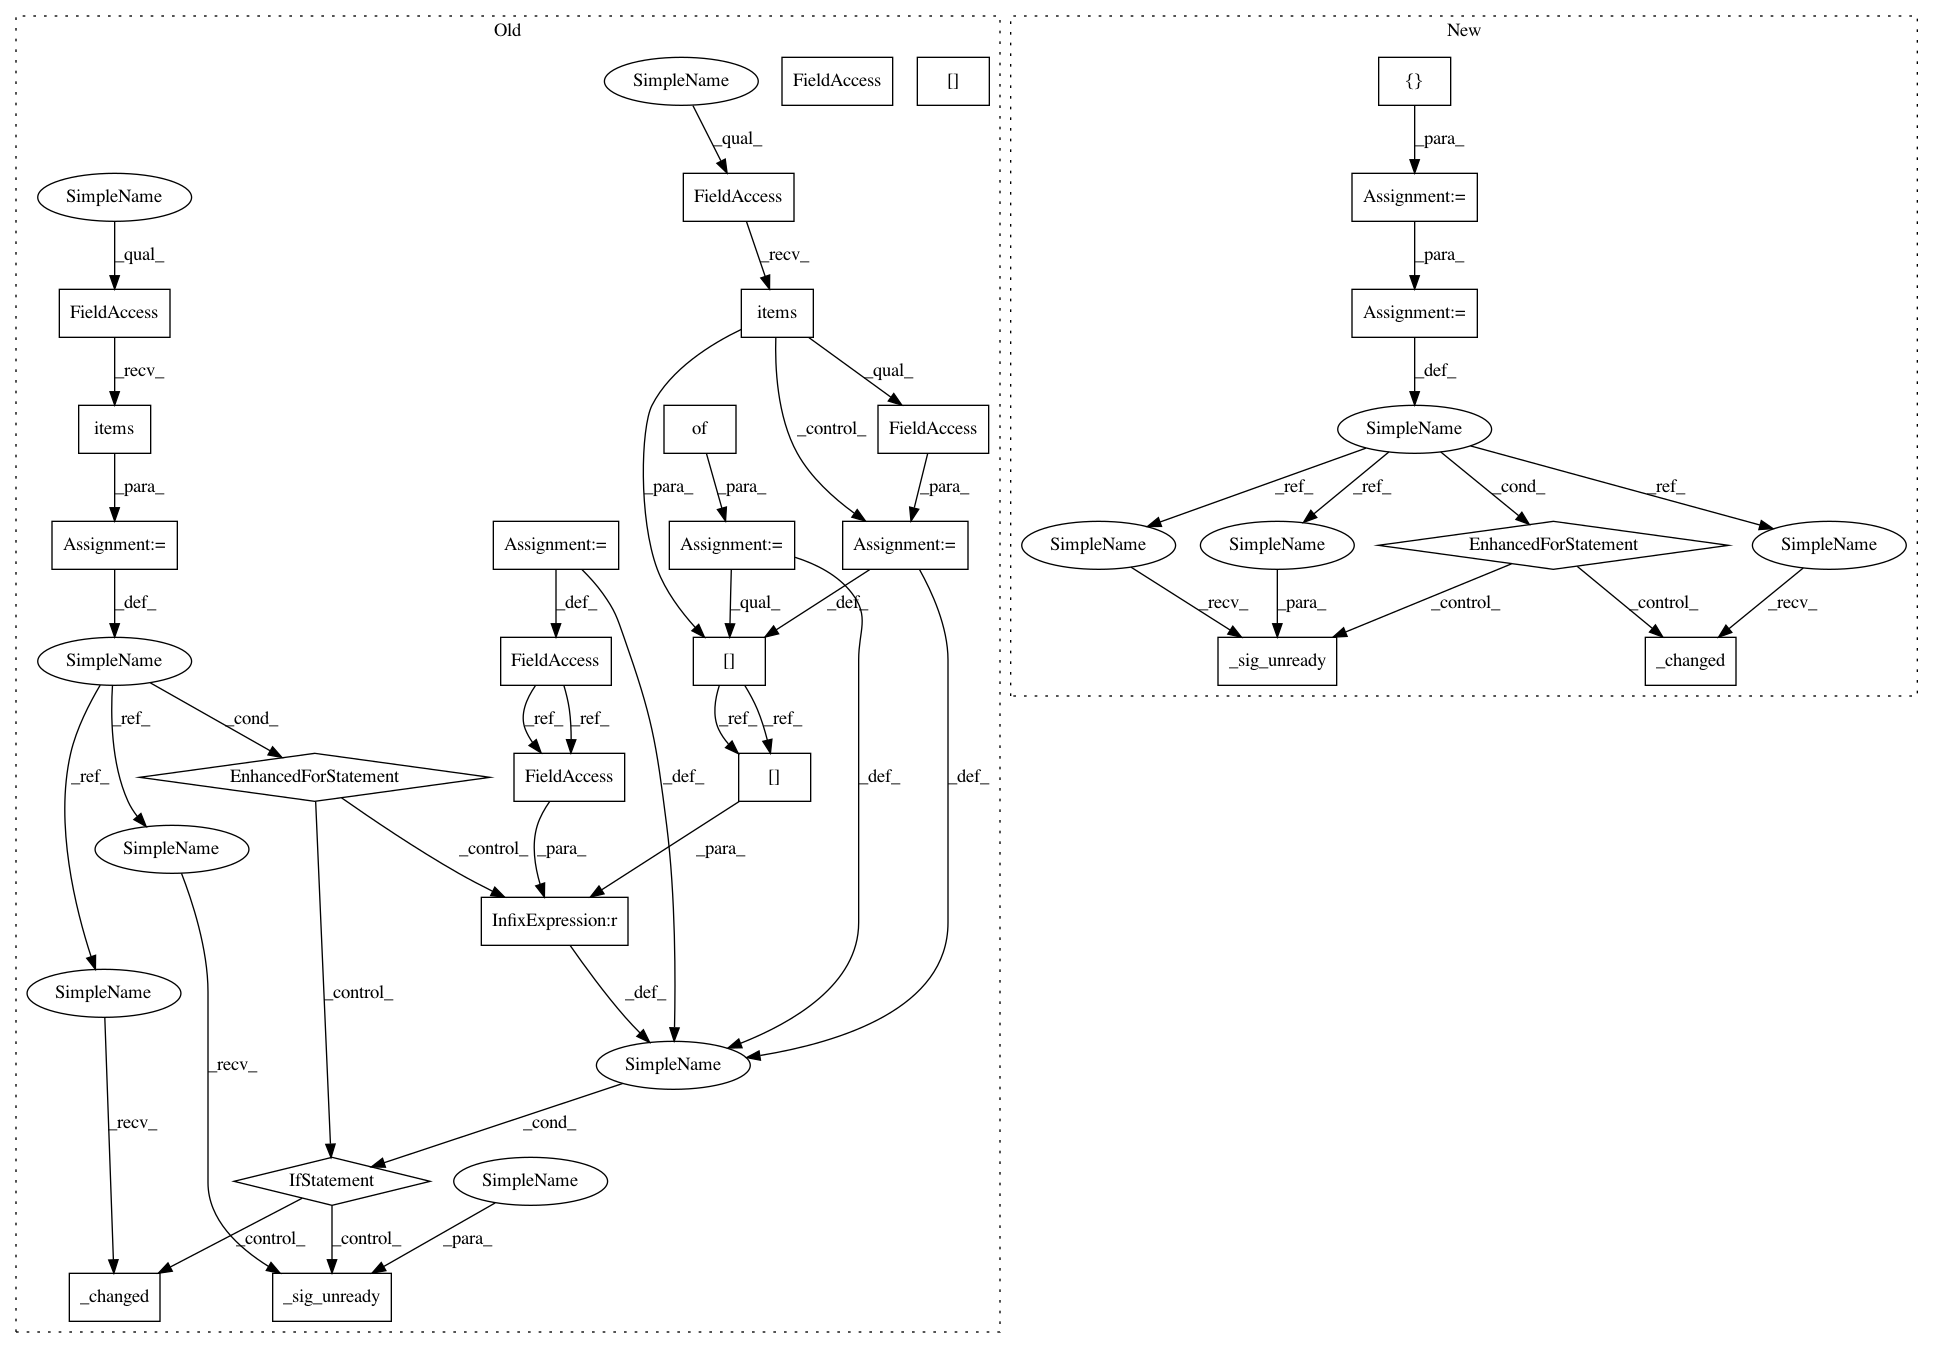 Old
New
SimpleName
FieldAccess
[]
{}
_qual_
_para_
SimpleName
FieldAccess
Assignment:=
_qual_
_recv_
_para_
FieldAccess
items
Assignment:=
_recv_
_qual_
_def_
items
of
_control_
FieldAccess
SimpleName
_para_
_para_
_para_
_para_
_ref_
_ref_
_cond_
_ref_
Assignment:=
Assignment:=
Assignment:=
Assignment:=
SimpleName
SimpleName
EnhancedForStatement
SimpleName
_def_
_def_
_qual_
_def_
_recv_
_para_
_control_
_control_
_recv_
SimpleName
FieldAccess
[]
_sig_unready
_changed
_ref_
_cond_
_ref_
_ref_
_ref_
_ref_
_ref_
_def_
_def_
_def_
EnhancedForStatement
FieldAccess
[]
SimpleName
_control_
_para_
_para_
InfixExpression:r
SimpleName
_control_
_def_
_recv_
SimpleName
_recv_
_cond_
IfStatement
SimpleName
_control_
_control_
_para_
_changed
_sig_unready